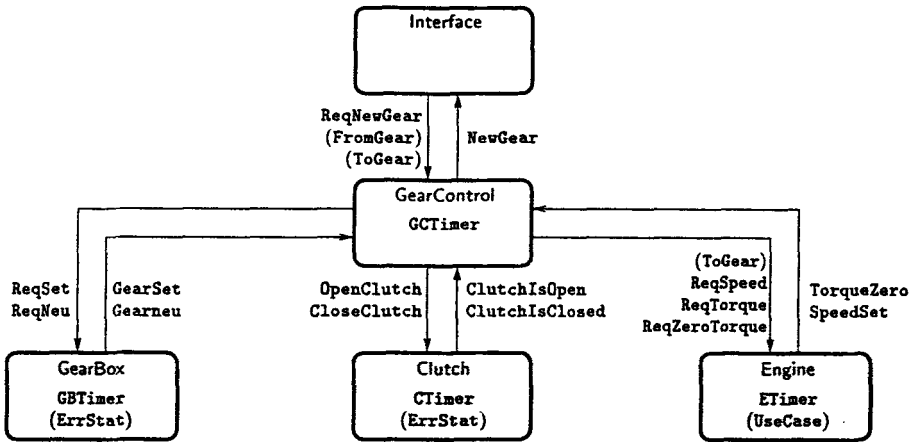 Interface
ReqNewGear
(FromGear)
(ToGear)
NewGear
GearControl
GCTimer
ReqSet
ReqNeu
GearSet
Gearneu
OpenClutch
CloseClutch
ClutchIsOpen
ClutchIsClosed
(ToGear)
ReqSpeed
ReqTorque
ReqZeroTorque
TorqueZero
SpeedSet
GearBox
GBTimer
(ErrStat)
Clutch
CTimer
(ErrStat)
Engine
ETimer
(UseCase)